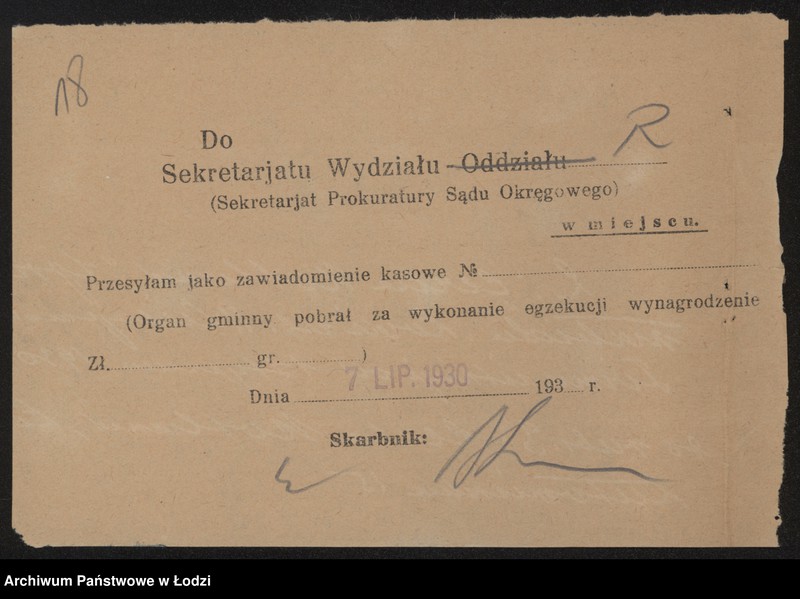 18
Do
Sekretarjatu Wydziału Oddziału R
(Sekretarjat Prokuratury Sądu Okręgowego)
w miejscu.
Przesyłam jako zawiadomienie kasowe №
(Organ gminny pobrał za wykonanie egzekucji wynagrodzenie
Zł. gr. )
Dnia 7 LIP. 1930 193 r.
Skarbnik:
Archiwum Państwowe w Łodzi